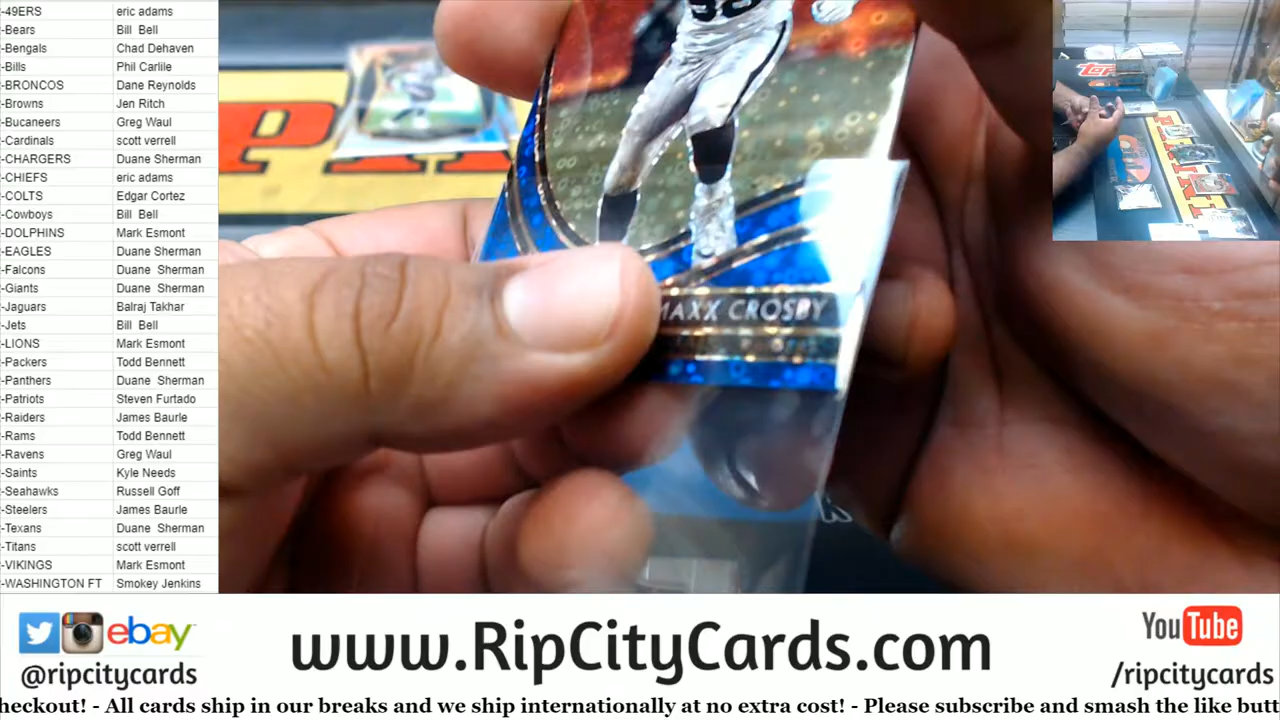 -49ERS eric adams
-Bears Bill Bell
-Bengals Chad Dehaven
-Bills Phil Carlile
-BRONCOS Dane Reynolds
-Browns Jen Ritch
-Bucaneers Greg Waul
-Cardinals scott verrell
-CHARGERS Duane Sherman
-CHIEFS eric adams
-COLTS Edgar Cortez
-Cowboys Bill Bell
-DOLPHINS Mark Esmont
-EAGLES Duane Sherman
-Falcons Duane Sherman
-Giants Duane Sherman
-Jaguars Balraj Takhar
-Jets Bill Bell
-LIONS Mark Esmont
-Packers Todd Bennett
-Panthers Duane Sherman
-Patriots Steven Furtado
-Raiders James Baurle
-Rams Todd Bennett
-Ravens Greg Waul
-Saints Kyle Needs
-Seahawks Russell Goff
-Steelers James Baurle
-Texans Duane Sherman
-Titans scott verrell
-VIKINGS Mark Esmont
-WASHINGTON FT Smokey Jenkins
MAXX CROSBY
ebay
@ripcitycards
www.RipCityCards.com
YouTube
/ripcitycards
heckout! - All cards ship in our breaks and we ship internationally at no extra cost! - Please subscribe and smash the like butt